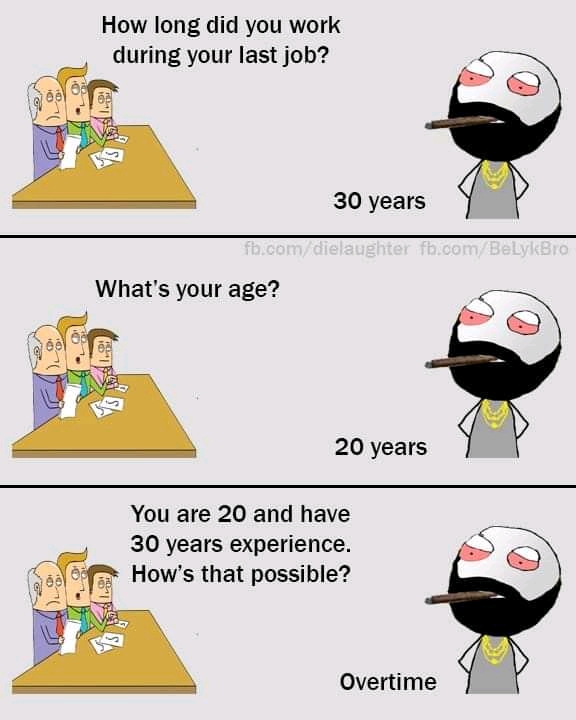 How long did you work
during your last job?
30 years
fb.com/dielaughter fb.com/BeLykBro
What's your age?
20 years
You are 20 and have
30 years experience.
How's that possible?
Overtime